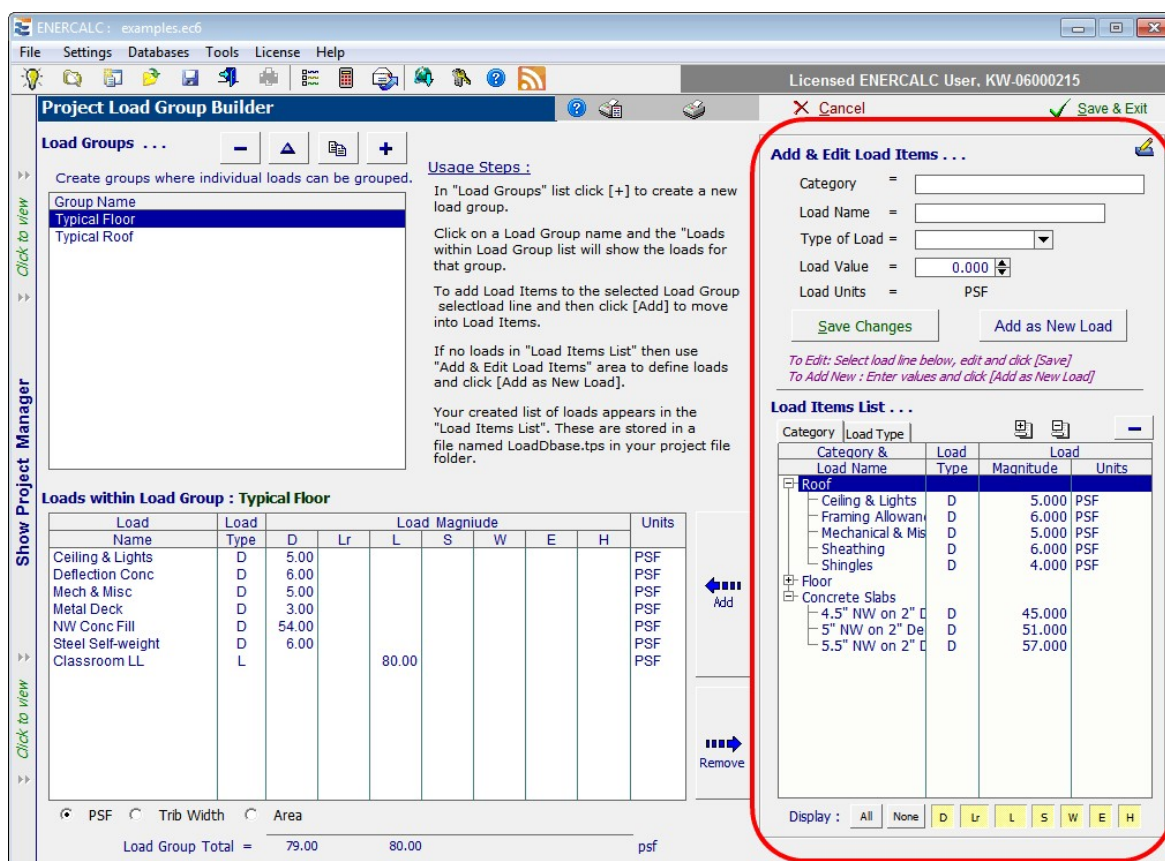 ENERCALC : examples.ec6
File Settings Databases Tools License Help
Licensed ENERCALC User, KW-06000215
Project Load Group Builder
Cancel
Save & Exit
Load Groups . . .
Create groups where individual loads can be grouped.
Group Name
Typical Floor
Typical Roof
Usage Steps :
In "Load Groups" list click [+] to create a new
load group.
Click on a Load Group name and the "Loads
within Load Group list will show the loads for
that group.
To add Load Items to the selected Load Group
selectload line and then click [Add] to move
into Load Items.
If no loads in "Load Items List" then use
"Add & Edit Load Items" area to define loads
and click [Add as New Load].
Your created list of loads appears in the
"Load Items List". These are stored in a
file named LoadDbase.tps in your project file
folder.
Click to view
Show Project Manager
Click to view
Loads within Load Group : Typical Floor
Load Load Load Magniude Units
Name Type D Lr L S W E H
Ceiling & Lights D 5.00 PSF
Deflection Conc D 6.00 PSF
Mech & Misc D 5.00 PSF
Metal Deck D 3.00 PSF
NW Conc Fill D 54.00 PSF
Steel Self-weight D 6.00 PSF
Classroom LL L 80.00 PSF
Add
Remove
PSF Trib Width Area
Load Group Total = 79.00 80.00 psf
Add & Edit Load Items . . .
Category =
Load Name =
Type of Load =
Load Value = 0.000
Load Units = PSF
Save Changes Add as New Load
To Edit: Select load line below, edit and click [Save]
To Add New : Enter values and click [Add as New Load]
Load Items List . . .
Category Load Type
Category & Load Load
Load Name Type Magnitude Units
Roof
Ceiling & Lights D 5.000 PSF
Framing Allowan D 6.000 PSF
Mechanical & Mis D 5.000 PSF
Sheathing D 6.000 PSF
Shingles D 4.000 PSF
Floor
Concrete Slabs
4.5" NW on 2" D D 45.000
5" NW on 2" De D 51.000
5.5" NW on 2" D D 57.000
Display : All None D Lr L S W E H